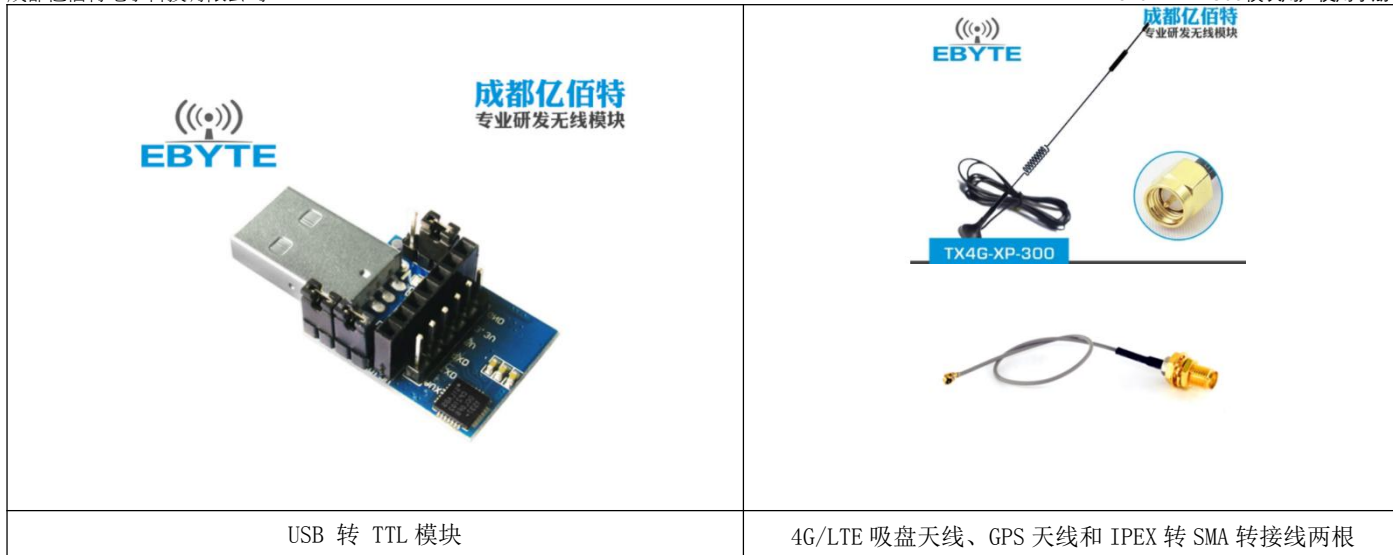 EBYTE
成都亿佰特
专业研发无线模块
EBYTE
成都亿佰特
专业研发无线模块
TX4G-XP-300
USB 转 TTL 模块
4G/LTE 吸盘天线、GPS 天线和 IPEX 转 SMA 转接线两根